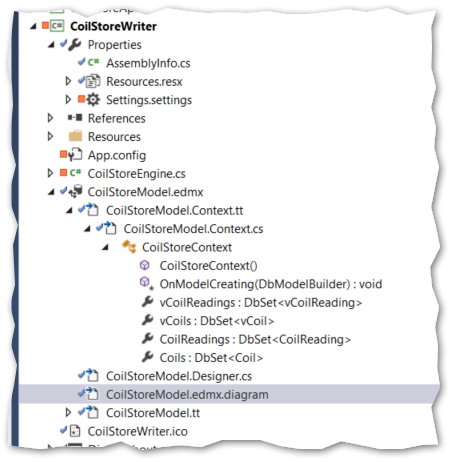 CoilStoreWriter
Properties
AssemblyInfo.cs
Resources.resx
Settings.settings
References
Resources
App.config
CoilStoreEngine.cs
CoilStoreModel.edmx
CoilStoreModel.Context.tt
CoilStoreModel.Context.cs
CoilStoreContext
CoilStoreContext()
OnModelCreating(DbModelBuilder) : void
vCoilReadings : DbSet<vCoilReading>
vCoils : DbSet<vCoil>
CoilReadings : DbSet<CoilReading>
Coils : DbSet<Coil>
CoilStoreModel.Designer.cs
CoilStoreModel.edmx.diagram
CoilStoreModel.tt
CoilStoreWriter.ico